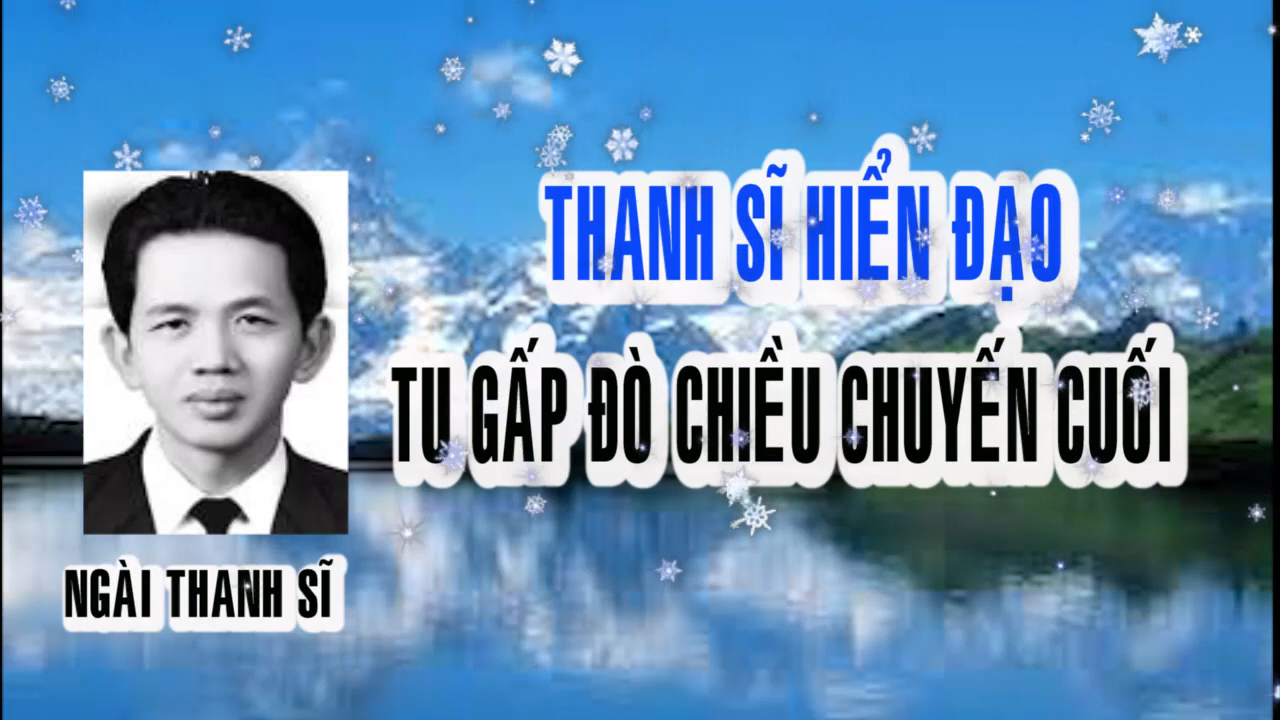 THANH SĨ HIỂN ĐẠO
TU GẤP ĐÒ CHIỀU CHUYẾN CUỐI
NGÀI THANH SĨ